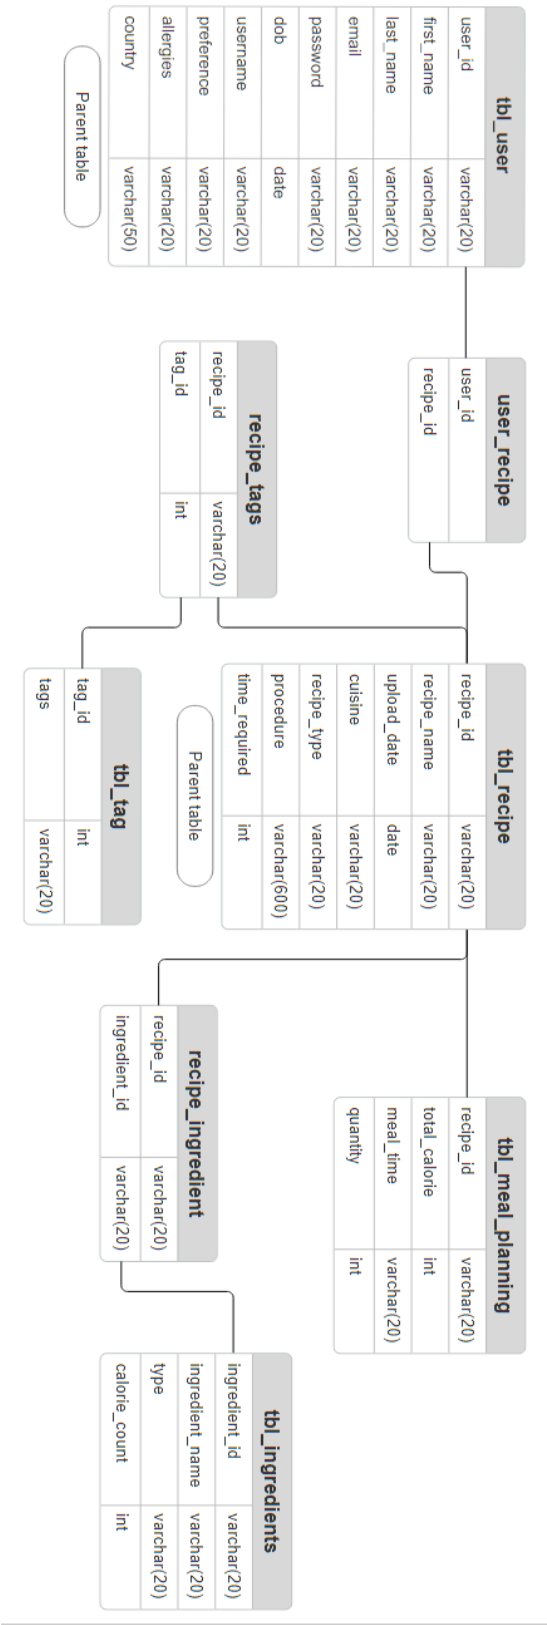 tbl_user
user_id varchar(20)
first_name varchar(20)
last_name varchar(20)
email varchar(20)
password varchar(20)
dob date
username varchar(20)
preference varchar(20)
allergies varchar(20)
country varchar(50)
Parent table
user_recipe
user_id
recipe_id
recipe_tags
recipe_id varchar(20)
tag_id int
tbl_recipe
recipe_id varchar(20)
recipe_name varchar(20)
upload_date date
cuisine varchar(20)
recipe_type varchar(20)
procedure varchar(600)
time_required int
Parent table
tbl_tag
tag_id int
tags varchar(20)
tbl_meal_planning
recipe_id varchar(20)
total_calorie int
meal_time varchar(20)
quantity int
recipe_ingredient
recipe_id varchar(20)
ingredient_id varchar(20)
tbl_ingredients
ingredient_id varchar(20)
ingredient_name varchar(20)
type varchar(20)
calorie_count int